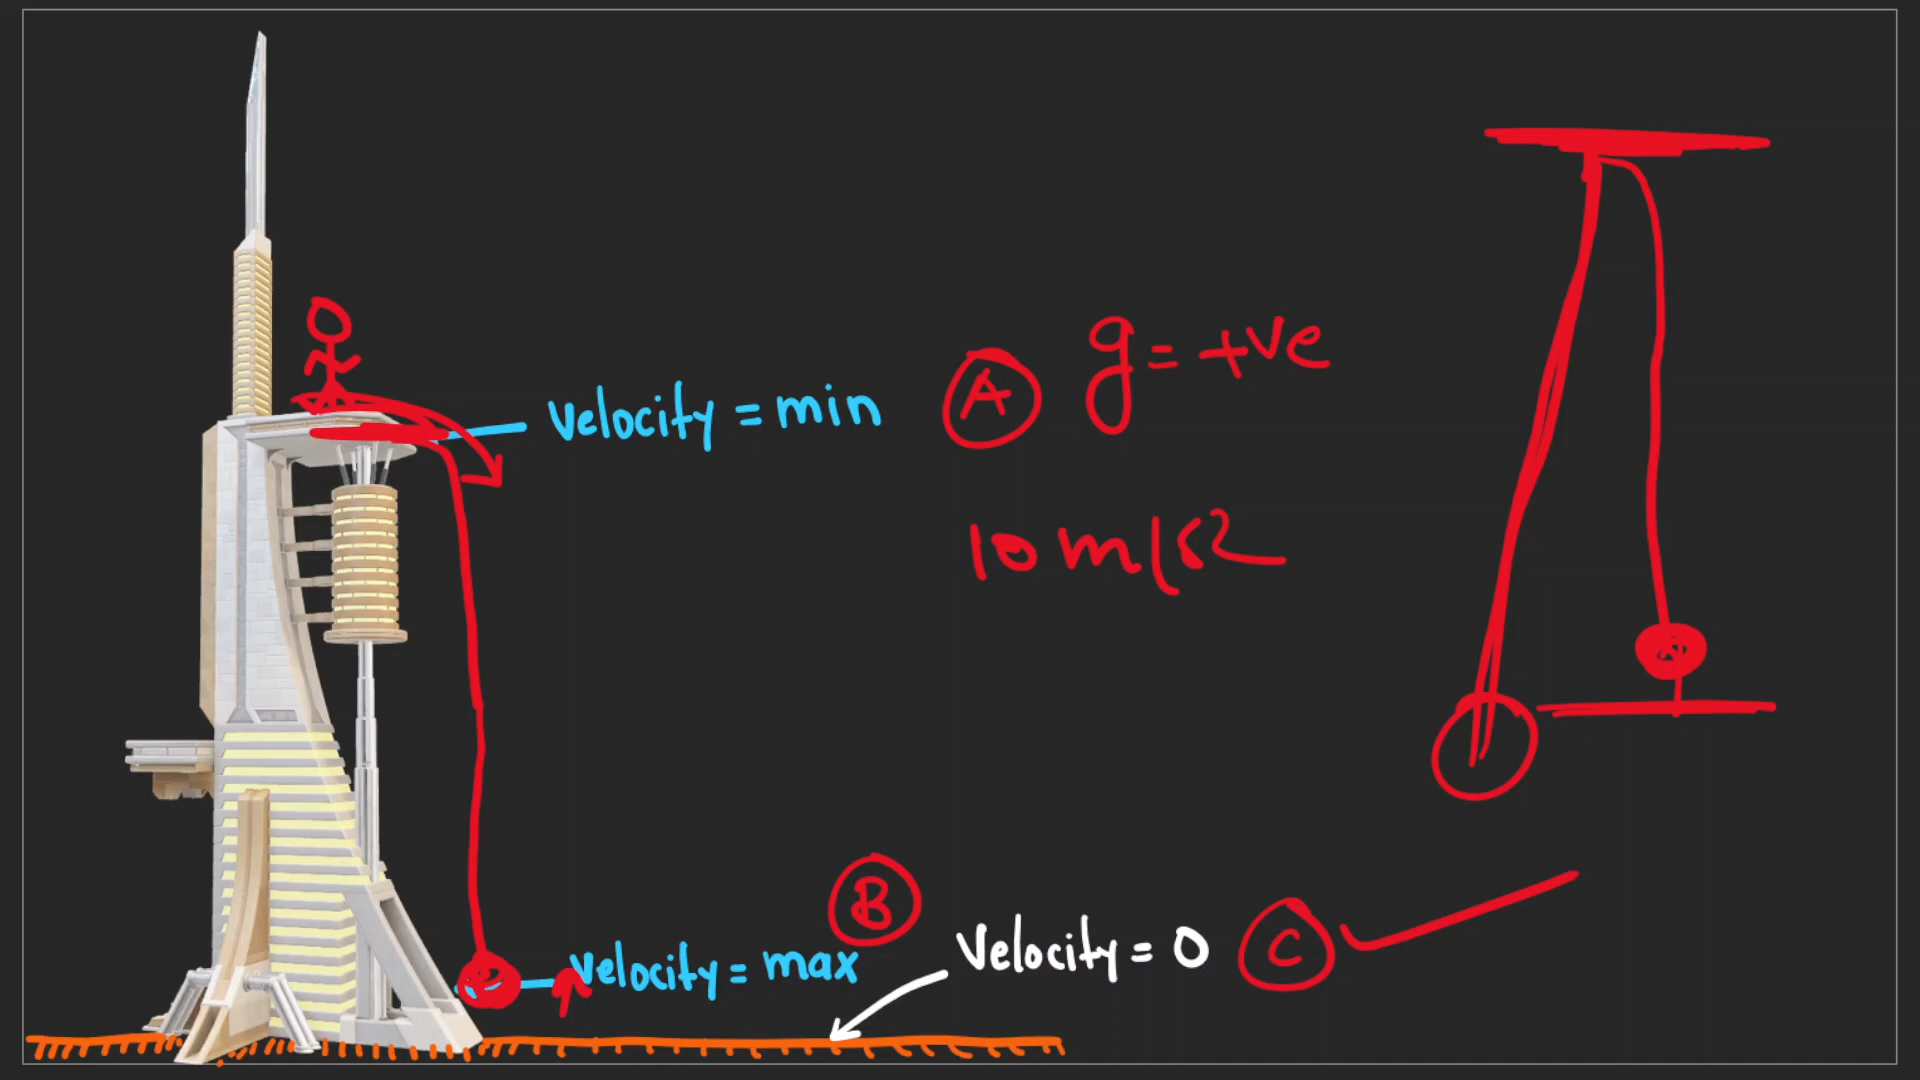 Velocity = min
A
g = +ve
10 m/s2
B
Velocity = max
Velocity = 0
C